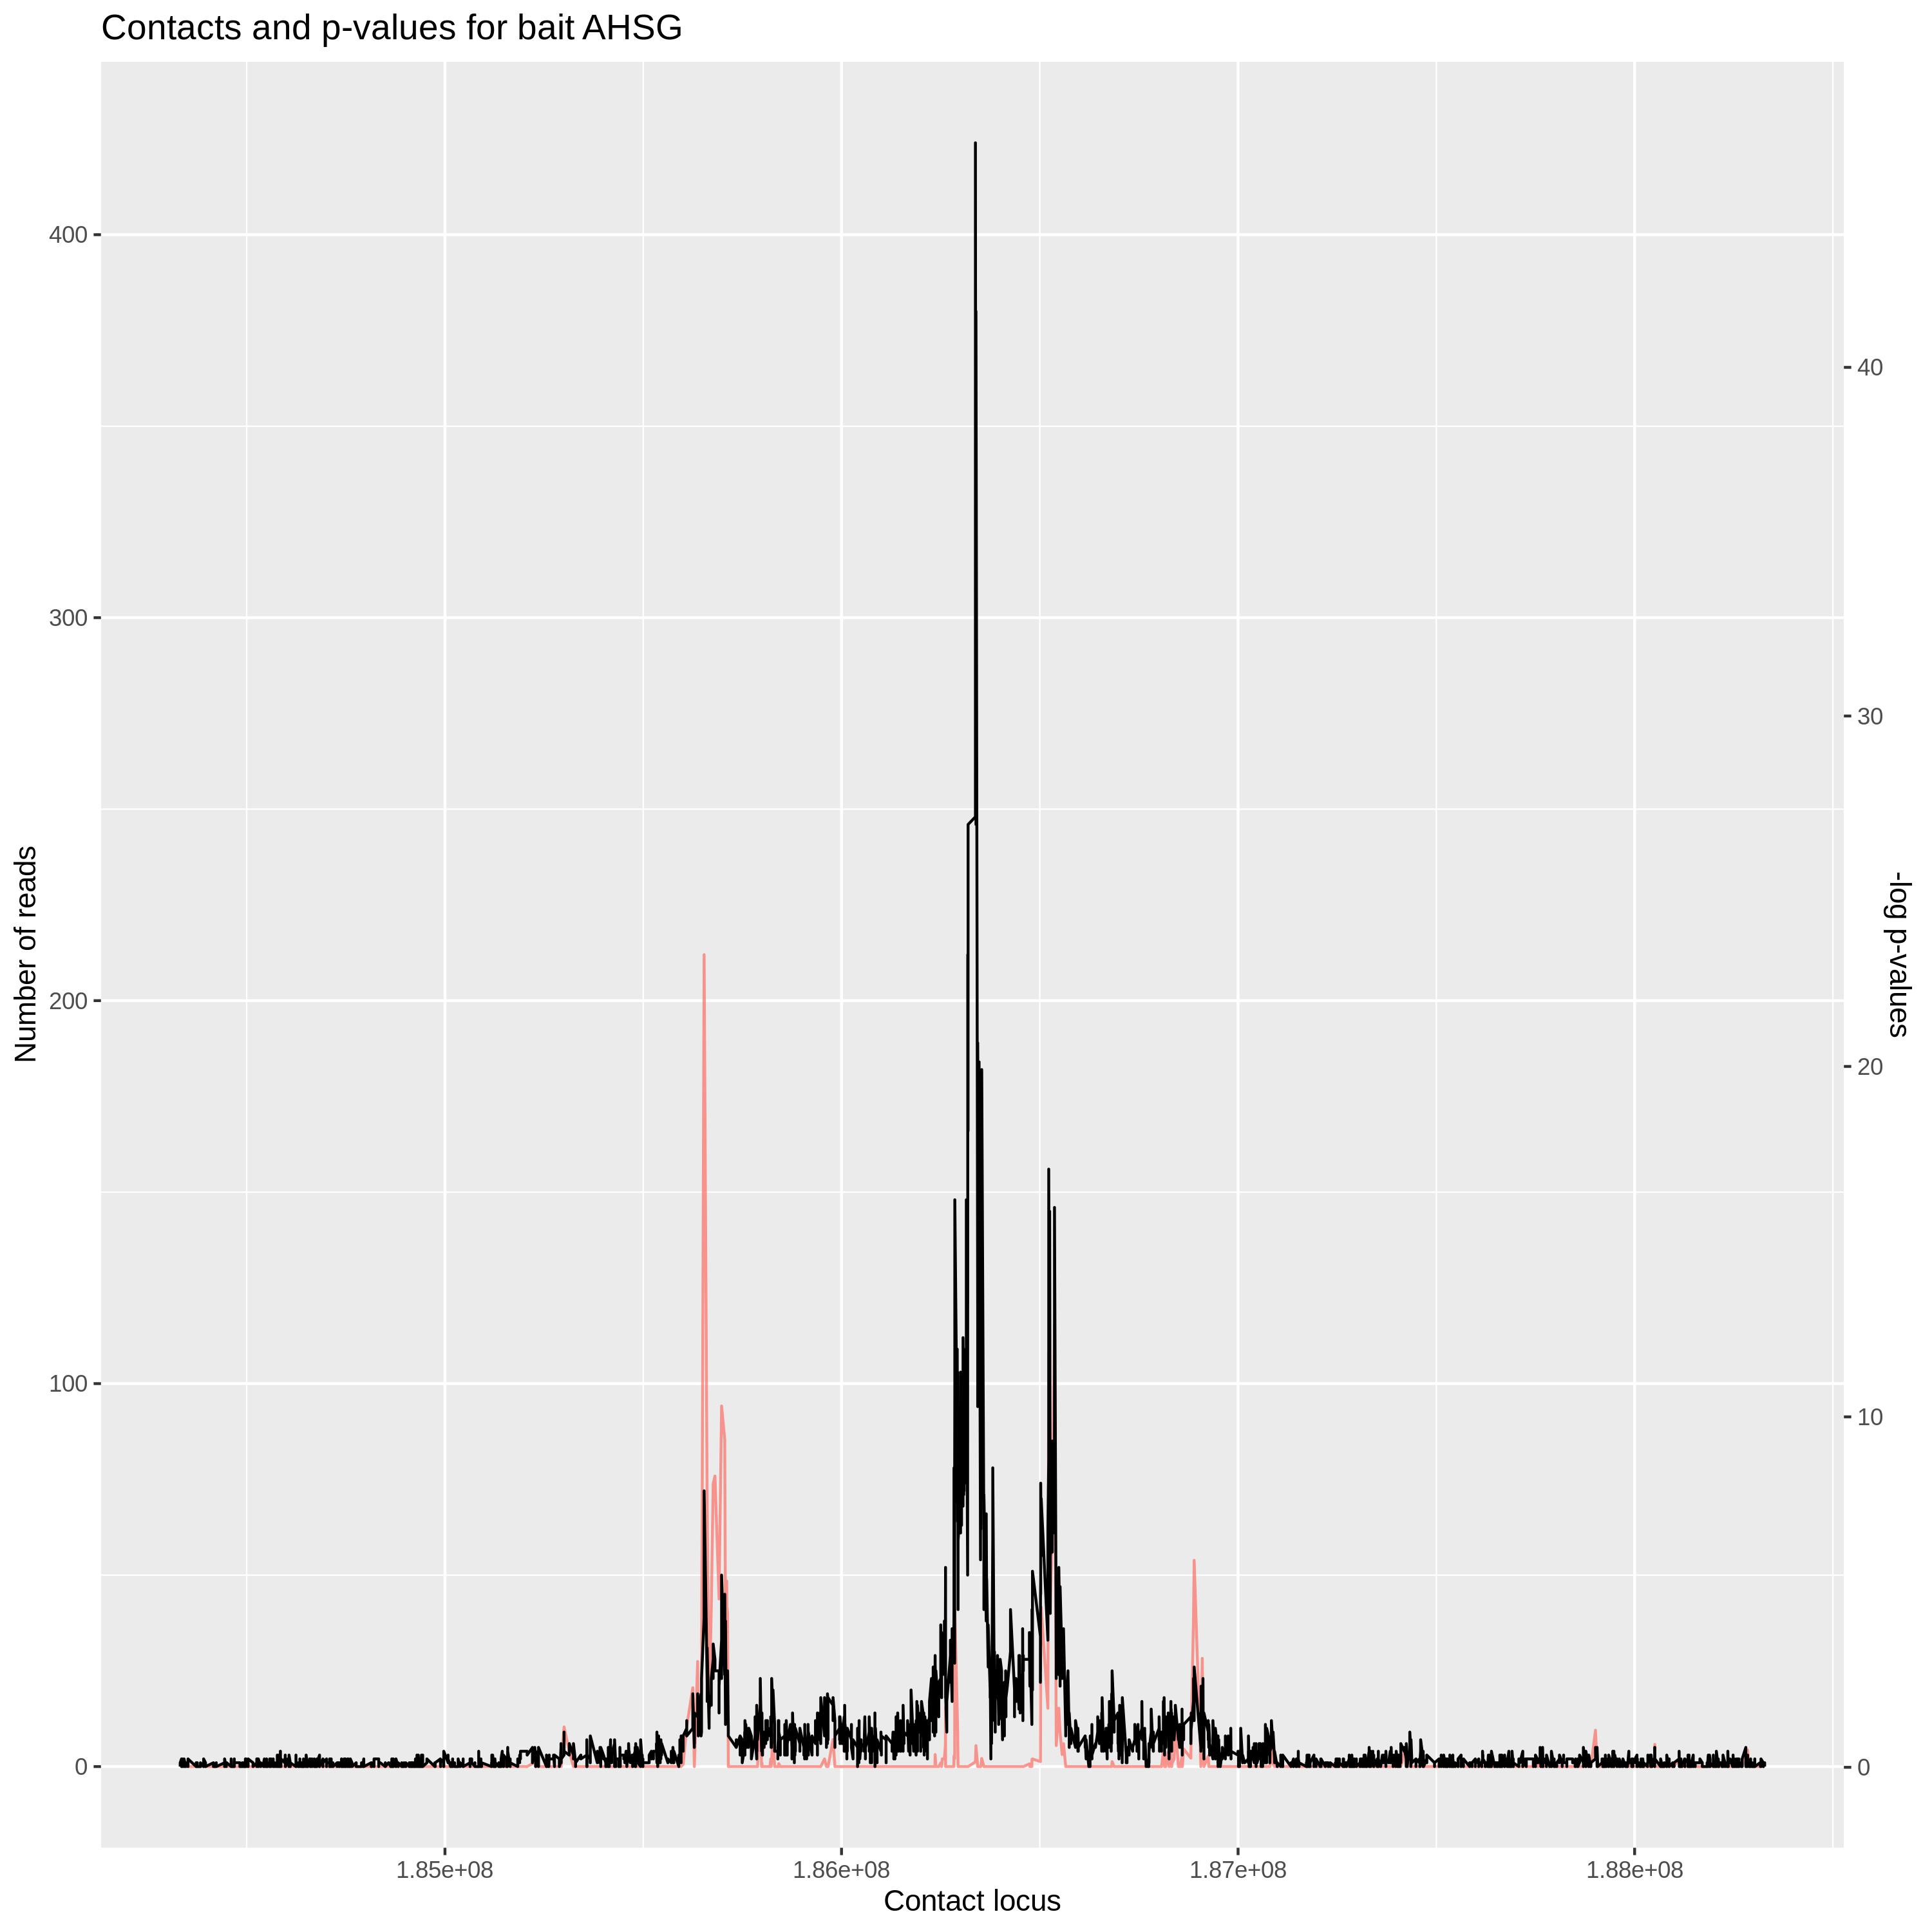 Contacts and p-values for bait AHSG
400
300
200
100
0
Number of reads
40
30
20
10
0
-log p-values
1.85e+08 1.86e+08 1.87e+08 1.88e+08
Contact locus